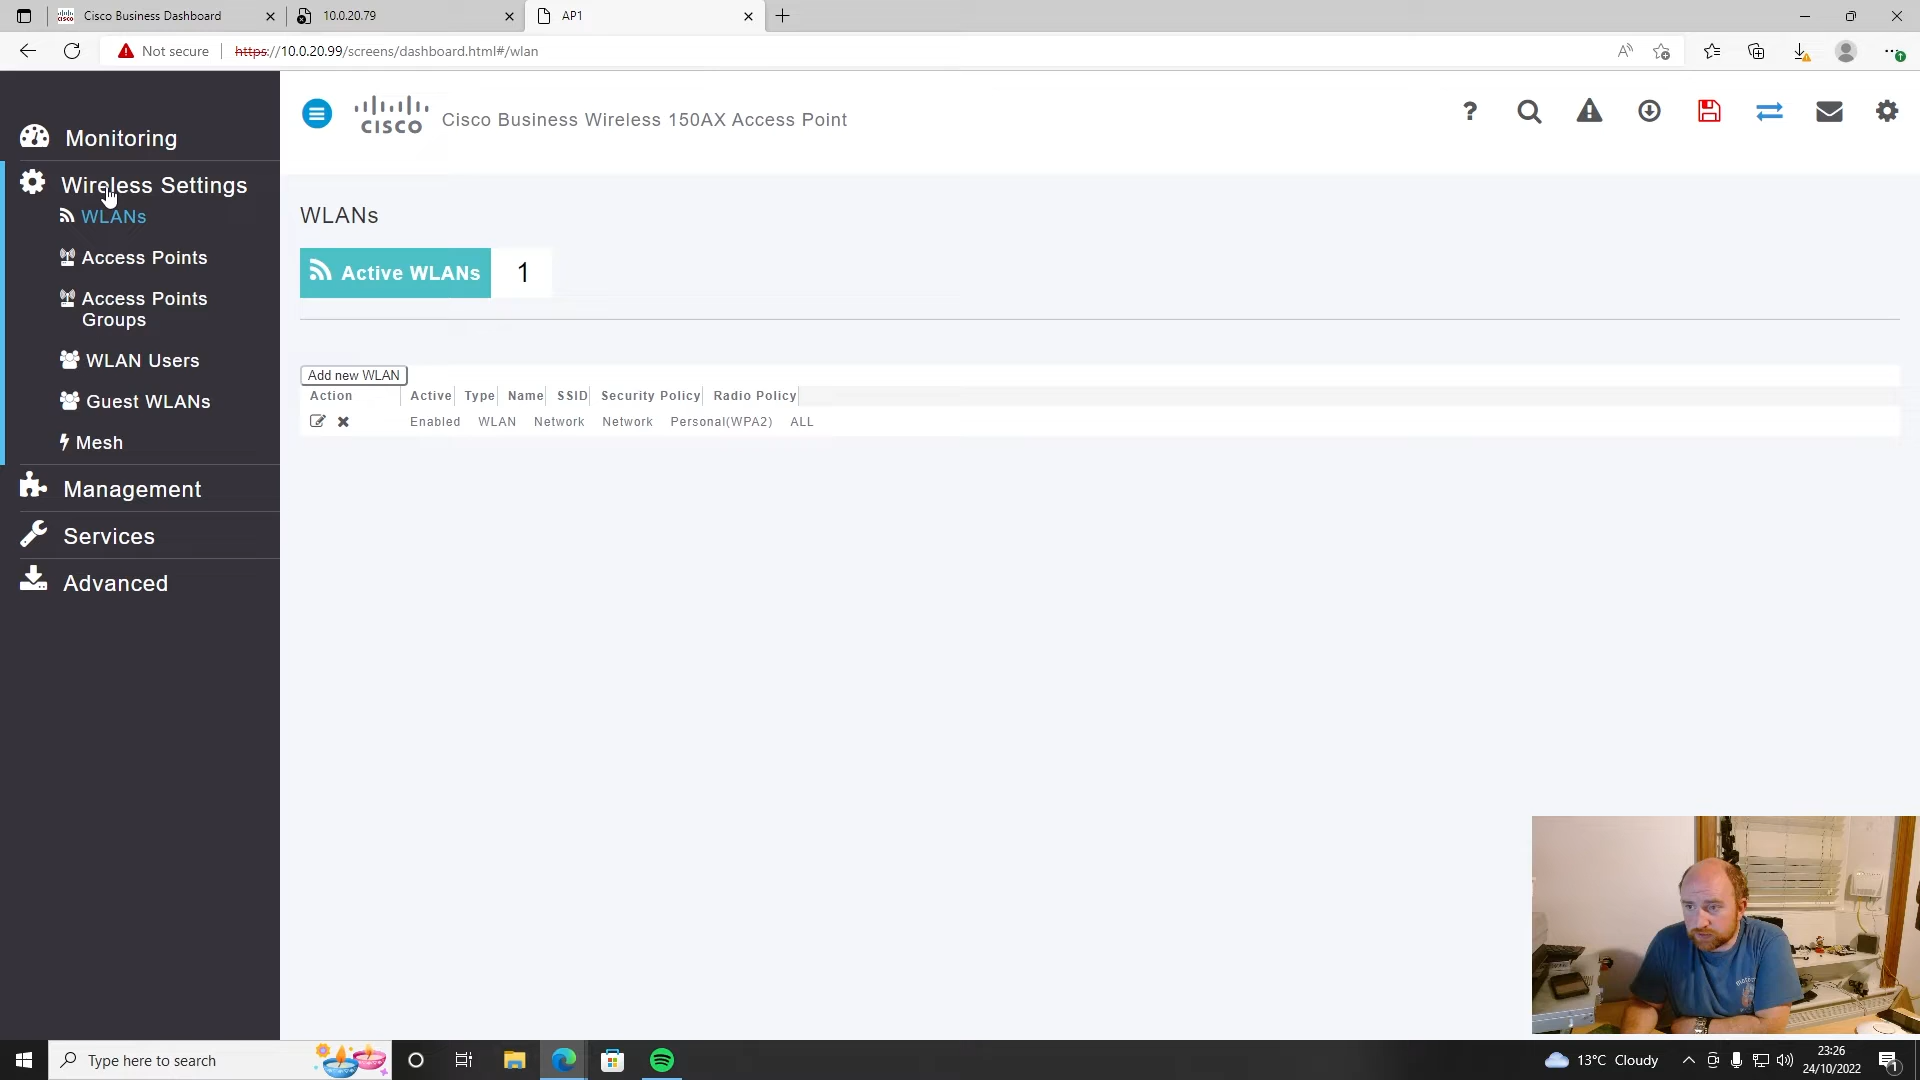 Cisco Business Dashboard
10.0.20.79
AP1
Not secure
https://10.0.20.99/screens/dashboard.html#/wlan
Monitoring
Wireless Settings
WLANs
Access Points
Access Points
Groups
WLAN Users
Guest WLANs
Mesh
Management
Services
Advanced
CISCO
Cisco Business Wireless 150AX Access Point
?
WLANs
Active WLANs 1
Add new WLAN
Action Active Type Name SSID Security Policy Radio Policy
Enabled WLAN Network Network Personal(WPA2) ALL
Type here to search
13°C Cloudy
23:26
24/10/2022
1